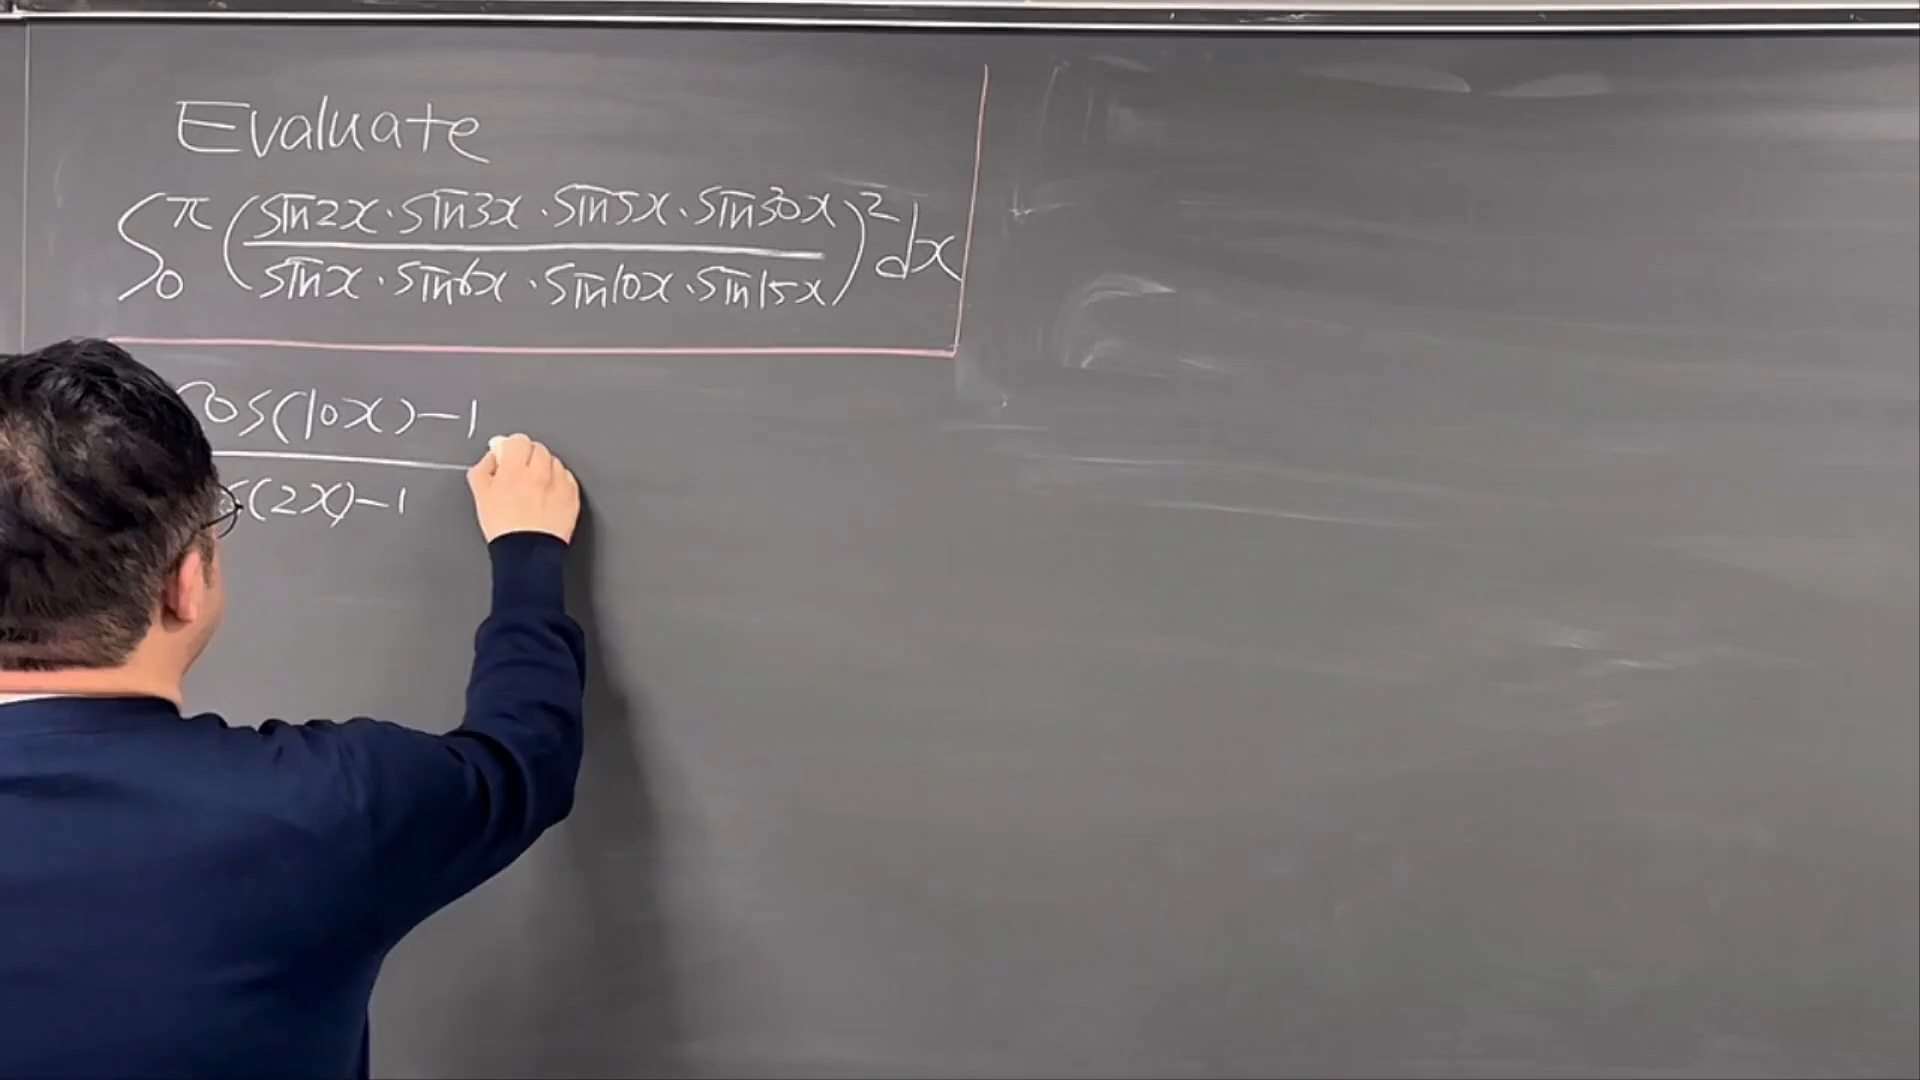 Evaluate
∫₀^π (sin2x·sin3x·sin5x·sin30x / sinx·sin6x·sin10x·sin15x)² dx
cos(10x)-1
s(2x)-1